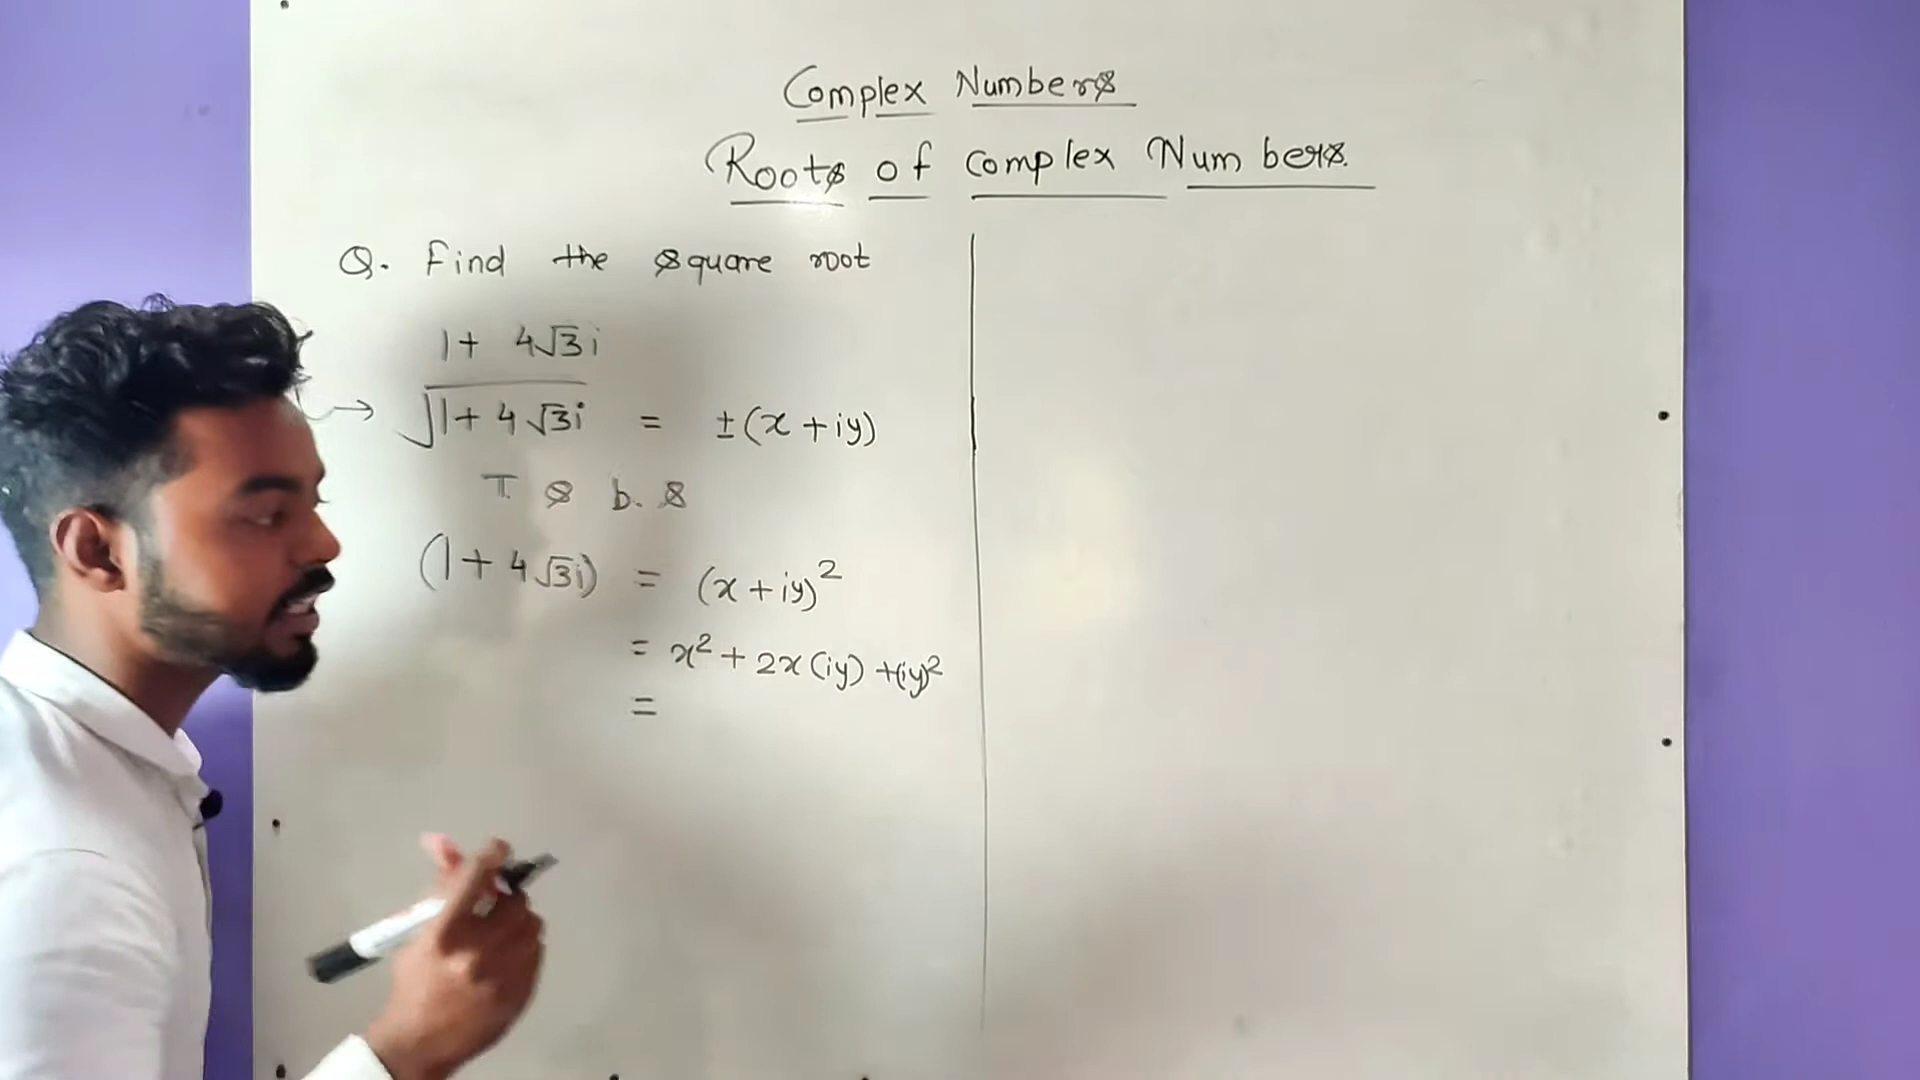 Complex Numbers
Roots of complex Numbers.
Q. Find the square root
1 + 4√3i
→ √(1 + 4√3i) = ±(x + iy)
T. S b. S
(1 + 4√3i) = (x + iy)²
= x² + 2x(iy) + (iy)²
=